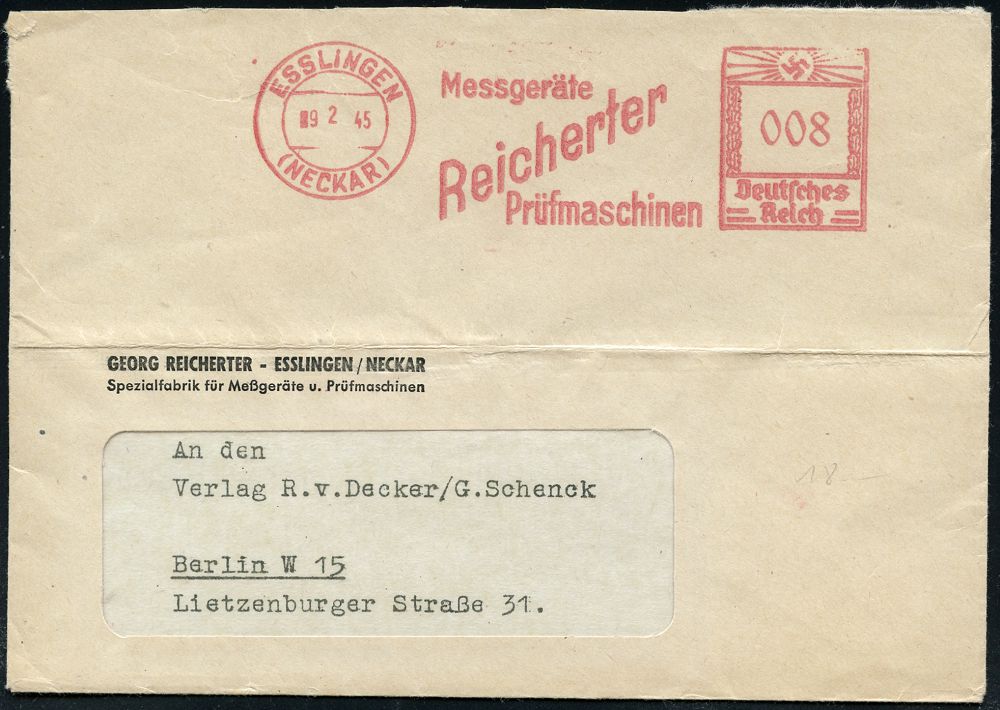 ESSLINGEN
9 2 45
(NECKAR)
Messgeräte
Reicherter
Prüfmaschinen
008
Deutsches
Reich
GEORG REICHERTER - ESSLINGEN/NECKAR
Spezialfabrik für Meßgeräte u. Prüfmaschinen
An den
Verlag R.v.Decker/G.Schenck
Berlin W 15
Lietzenburger Straße 31.
18